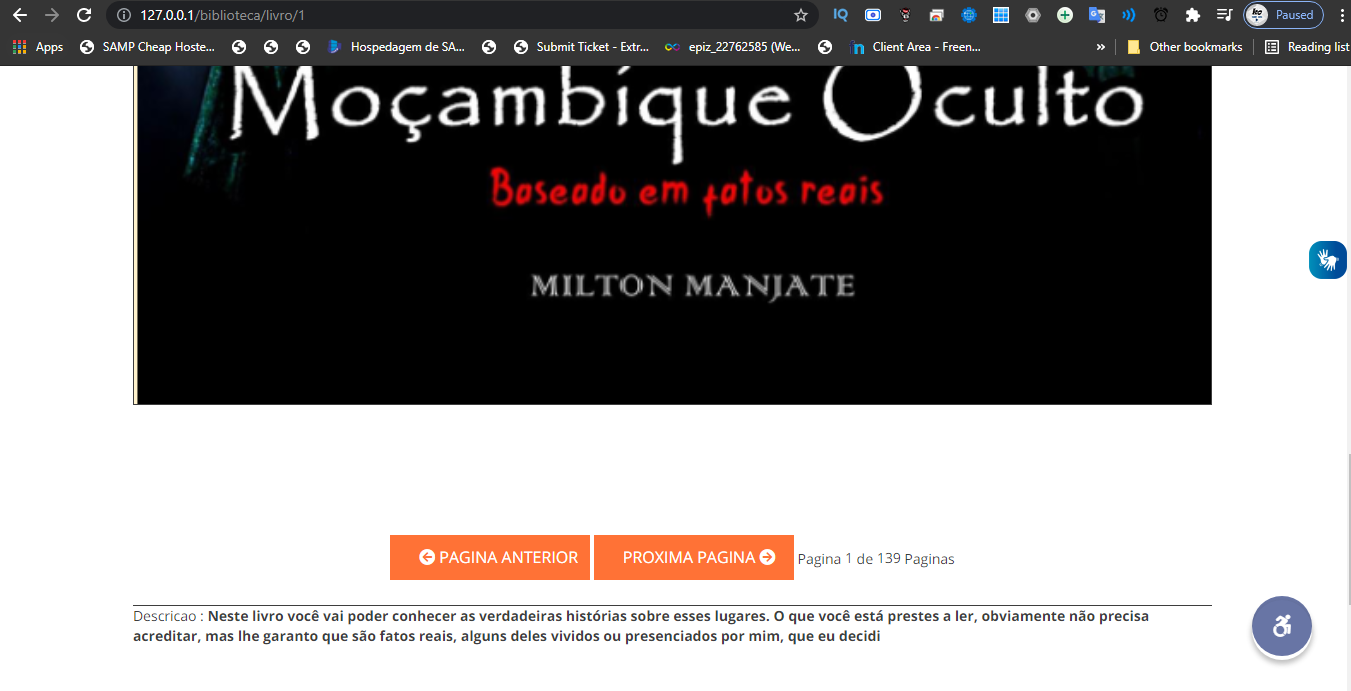 127.0.0.1/biblioteca/livro/1
IQ
Paused
Apps
SAMP Cheap Hoste...
Hospedagem de SA...
Submit Ticket - Extr...
epiz_22762585 (We...
Client Area - Freen...
»
Other bookmarks
Reading list
Moçambique Oculto
Baseado em fatos reais
MILTON MANJATE
PAGINA ANTERIOR
PROXIMA PAGINA
Pagina 1 de 139 Paginas
Descricao : Neste livro você vai poder conhecer as verdadeiras histórias sobre esses lugares. O que você está prestes a ler, obviamente não precisa
acreditar, mas lhe garanto que são fatos reais, alguns deles vividos ou presenciados por mim, que eu decidi